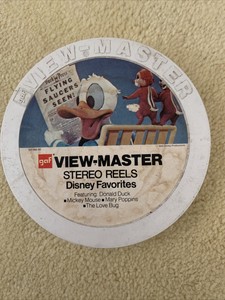 VIEW-MASTER
FLYING
SAUCERS
SEEN!
gaf VIEW-MASTER
STEREO REELS
Disney Favorites
Featuring: Donald Duck
•Mickey Mouse •Mary Poppins
•The Love Bug